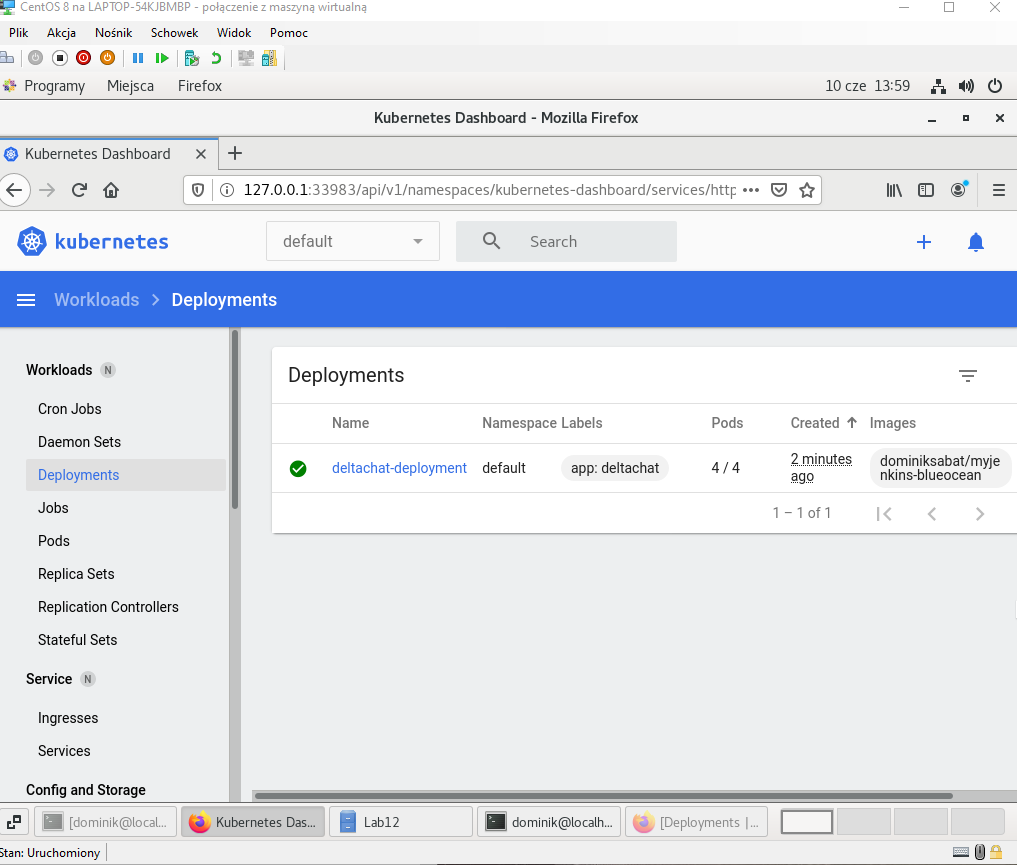 CentOS 8 na LAPTOP-54KJBMBP - połączenie z maszyną wirtualną
Plik Akcja Nośnik Schowek Widok Pomoc
Programy Miejsca Firefox 10 cze 13:59
Kubernetes Dashboard - Mozilla Firefox
Kubernetes Dashboard
127.0.0.1:33983/api/v1/namespaces/kubernetes-dashboard/services/http
kubernetes default Search
Workloads Deployments
Workloads N
Cron Jobs
Daemon Sets
Deployments
Jobs
Pods
Replica Sets
Replication Controllers
Stateful Sets
Service N
Ingresses
Services
Config and Storage
Deployments
Name Namespace Labels Pods Created Images
deltachat-deployment default app: deltachat 4 / 4 2 minutes ago dominiksabat/myje
nkins-blueocean
1 – 1 of 1
[dominik@local... Kubernetes Das... Lab12 dominik@localh... [Deployments |...
Stan: Uruchomiony